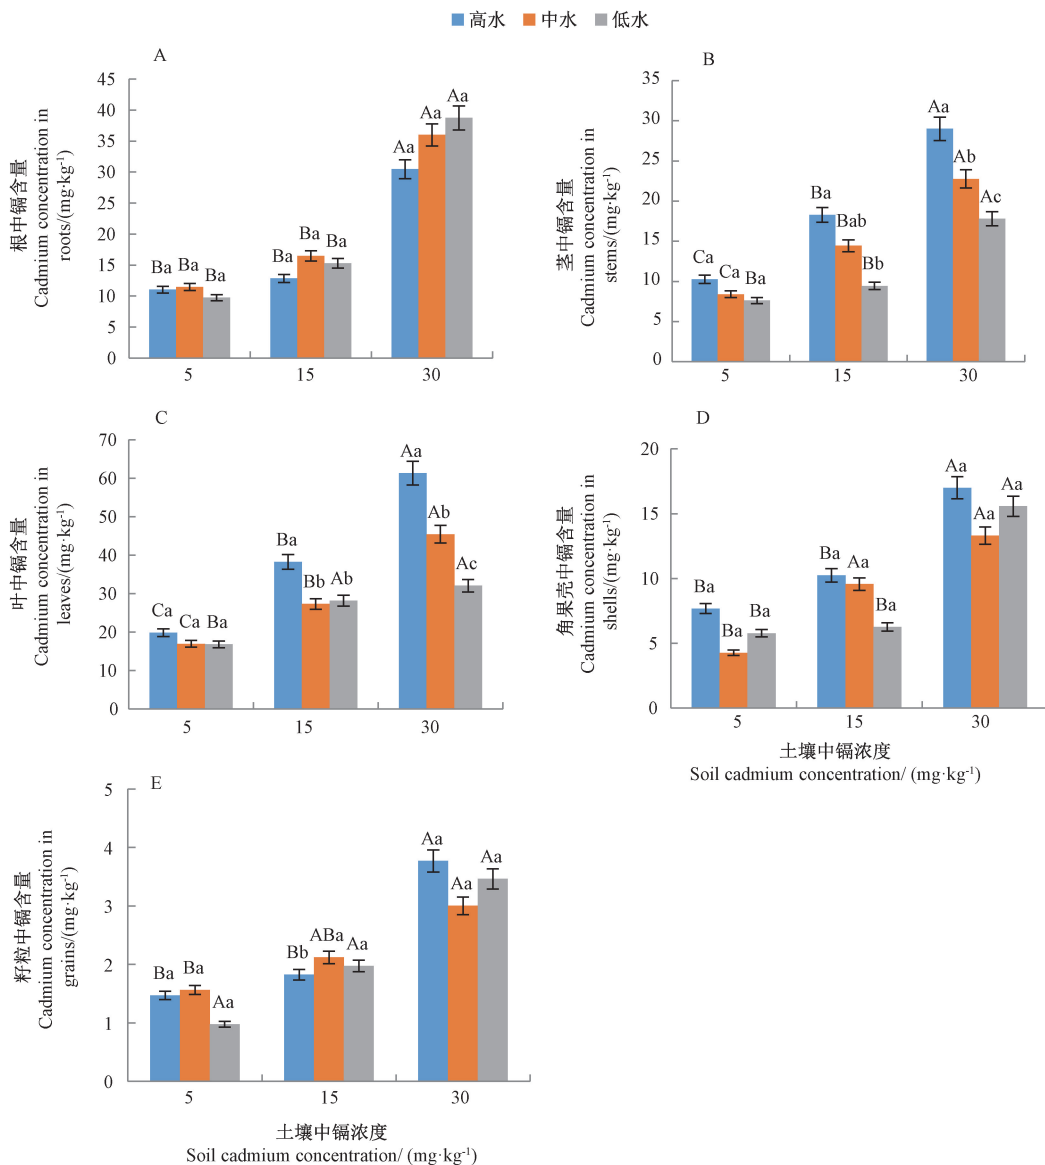 高水 中水 低水
A
根中镉含量
Cadmium concentration in
roots/(mg·kg⁻¹)
45
40
35
30
25
20
15
10
5
0
Ba Ba Ba
Ba Ba Ba
Aa Aa Aa
5 15 30
B
茎中镉含量
Cadmium concentration in
stems/(mg·kg⁻¹)
35
30
25
20
15
10
5
0
Ca Ca Ba
Ba Bab Bb
Aa Ab Ac
5 15 30
C
叶中镉含量
Cadmium concentration in
leaves/(mg·kg⁻¹)
70
60
50
40
30
20
10
0
Ca Ca Ba
Ba Bb Ab
Aa Ab Ac
5 15 30
D
角果壳中镉含量
Cadmium concentration in
shells/(mg·kg⁻¹)
20
15
10
5
0
Ba Ba Ba
Ba Aa Ba
Aa Aa Aa
5 15 30
土壤中镉浓度
Soil cadmium concentration/ (mg·kg⁻¹)
E
籽粒中镉含量
Cadmium concentration in
grains/(mg·kg⁻¹)
5
4
3
2
1
0
Ba Ba Aa
Bb ABa Aa
Aa Aa Aa
5 15 30
土壤中镉浓度
Soil cadmium concentration/ (mg·kg⁻¹)